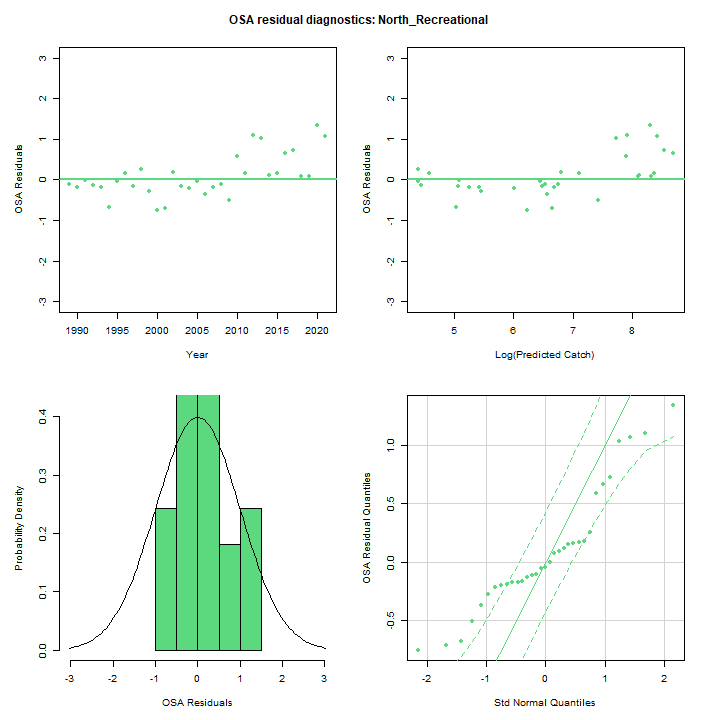 OSA residual diagnostics: North_Recreational
OSA Residuals
3
2
1
0
-1
-2
-3
1990 1995 2000 2005 2010 2015 2020
Year
OSA Residuals
3
2
1
0
-1
-2
-3
5 6 7 8
Log(Predicted Catch)
Probability Density
0.4
0.3
0.2
0.1
0.0
-3 -2 -1 0 1 2 3
OSA Residuals
OSA Residual Quantiles
1.0
0.5
0.0
-0.5
-2 -1 0 1 2
Std Normal Quantiles